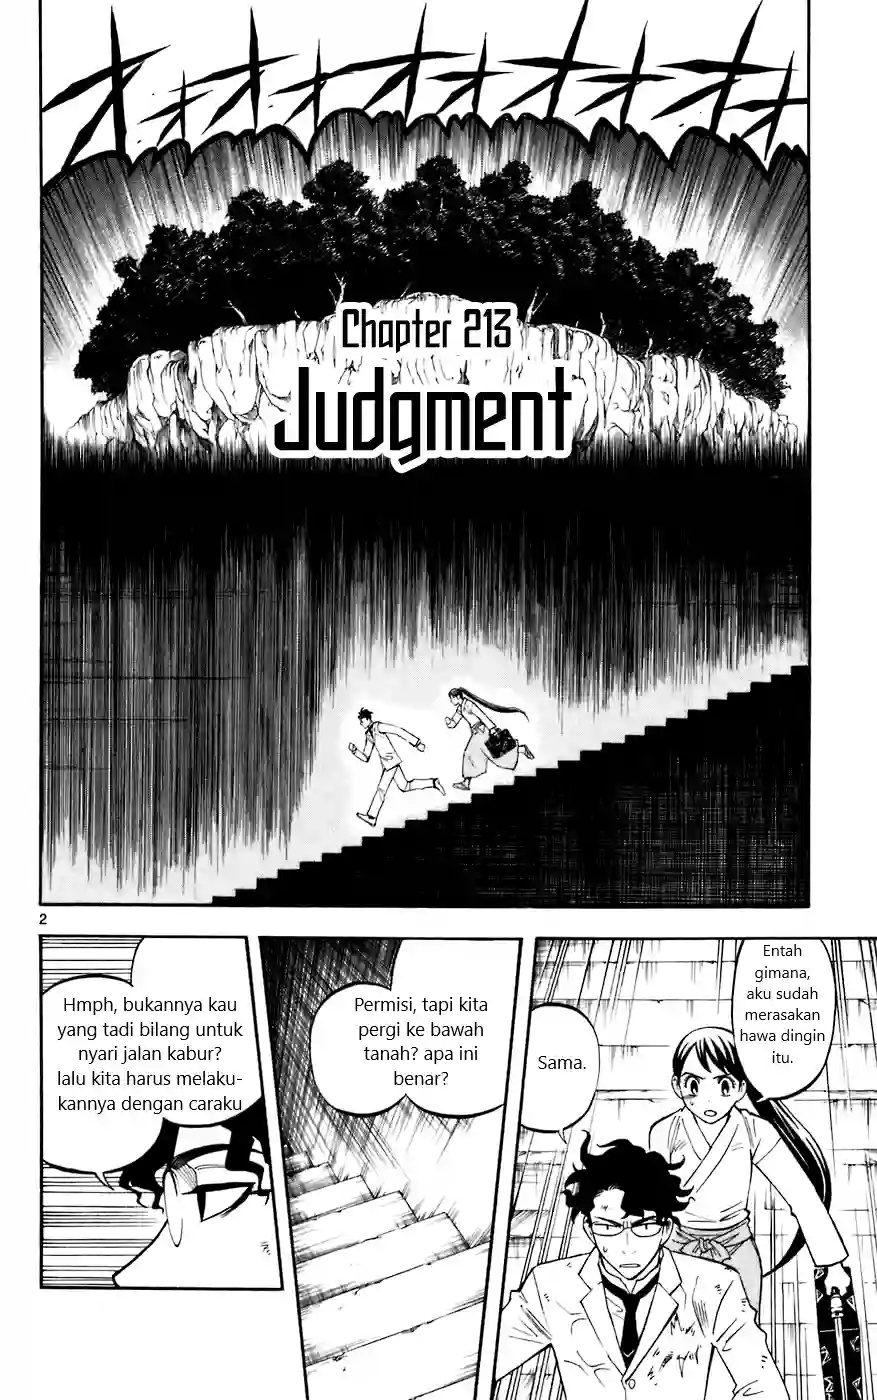 オオオオオオオオ
Chapter 213
Judgment
2
Entah
gimana,
aku sudah
merasakan
hawa dingin
itu.
Sama.
Permisi, tapi kita
pergi ke bawah
tanah? apa ini
benar?
Hmph, bukannya kau
yang tadi bilang untuk
nyari jalan kabur?
lalu kita harus melaku-
kannya dengan caraku